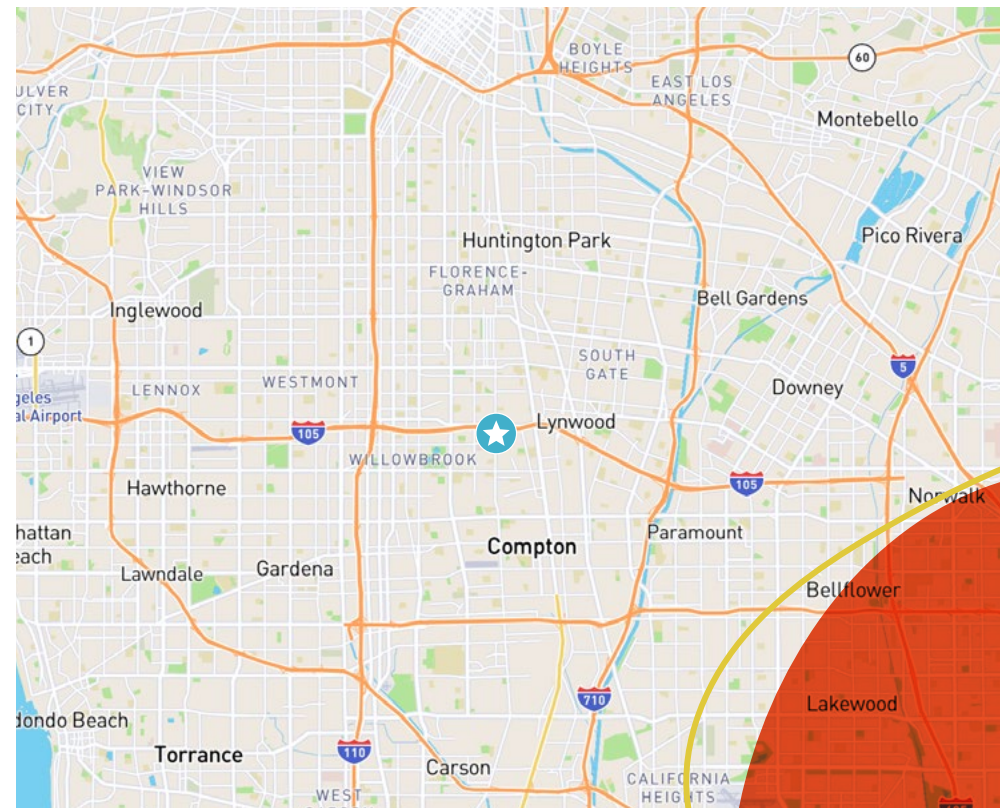 BOYLE
HEIGHTS
60
EAST LOS
ANGELES
ULVER
CITY
Montebello
VIEW
PARK-WINDSOR
HILLS
Huntington Park
Pico Rivera
FLORENCE-
GRAHAM
Bell Gardens
Inglewood
1
SOUTH
GATE
5
LENNOX
WESTMONT
Downey
geles
al Airport
105
Lynwood
WILLOWBROOK
105
Hawthorne
Norwalk
hattan
each
Compton
Paramount
Lawndale
Gardena
Bellflower
710
Lakewood
dondo Beach
Torrance
110
Carson
CALIFORNIA
HEIGHTS
WEST